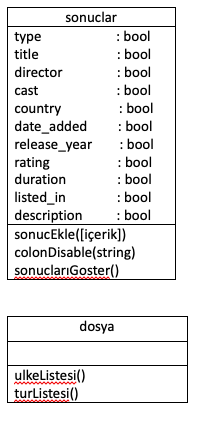 sonuclar
type : bool
title : bool
director : bool
cast : bool
country : bool
date_added : bool
release_year : bool
rating : bool
duration : bool
listed_in : bool
description : bool
sonucEkle([içerik])
colonDisable(string)
sonuclarıGoster()
dosya
ulkeListesi()
turListesi()